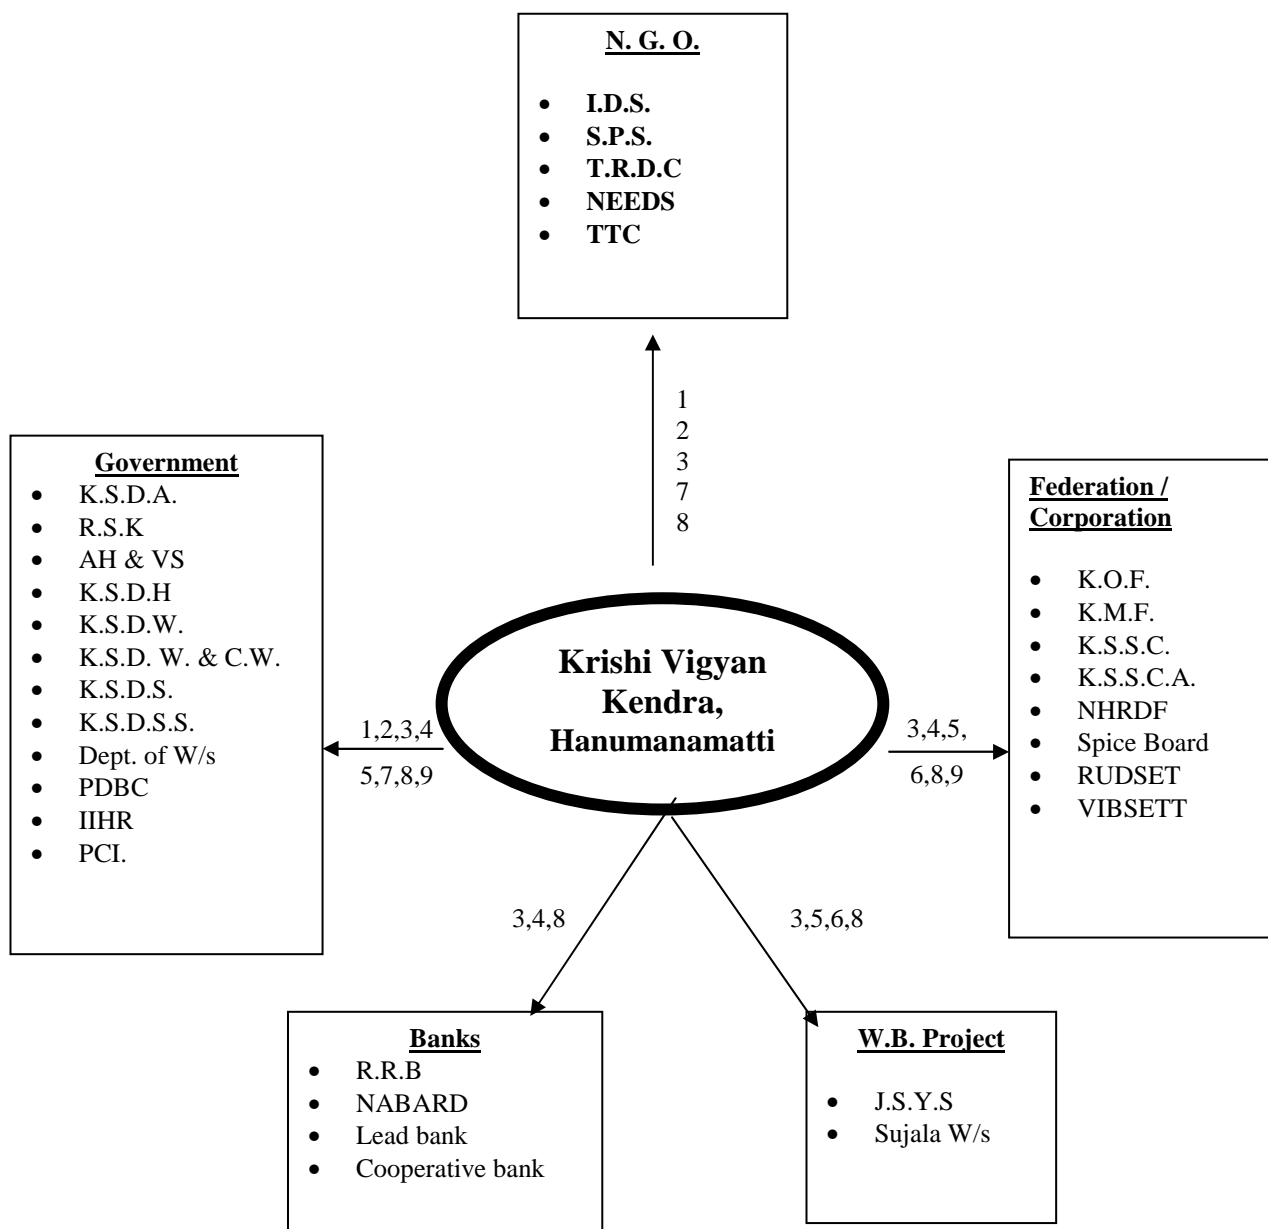 N. G. O.
• I.D.S.
• S.P.S.
• T.R.D.C
• NEEDS
• TTC
1
2
3
7
8
Government
• K.S.D.A.
• R.S.K
• AH & VS
• K.S.D.H
• K.S.D.W.
• K.S.D. W. & C.W.
• K.S.D.S.
• K.S.D.S.S.
• Dept. of W/s
• PDBC
• IIHR
• PCI.
1,2,3,4
5,7,8,9
Krishi Vigyan
Kendra,
Hanumanamatti
3,4,5,
6,8,9
Federation /
Corporation
• K.O.F.
• K.M.F.
• K.S.S.C.
• K.S.S.C.A.
• NHRDF
• Spice Board
• RUDSET
• VIBSETT
3,4,8
3,5,6,8
Banks
• R.R.B
• NABARD
• Lead bank
• Cooperative bank
W.B. Project
• J.S.Y.S
• Sujala W/s